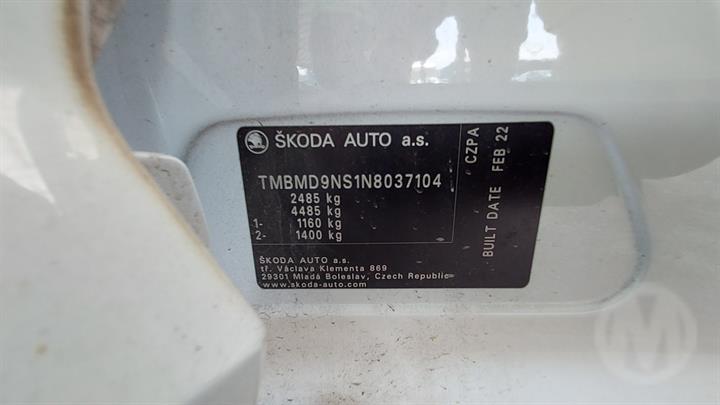 ŠKODA AUTO a.s.
TMBMD9NS1N8037104
2485 kg
4485 kg
1- 1160 kg
2- 1400 kg
ŠKODA AUTO a.s.
tř. Václava Klementa 869
29301 Mladá Boleslav, Czech Republic
www.skoda-auto.com
CZPA
BUILT DATE FEB 22
M